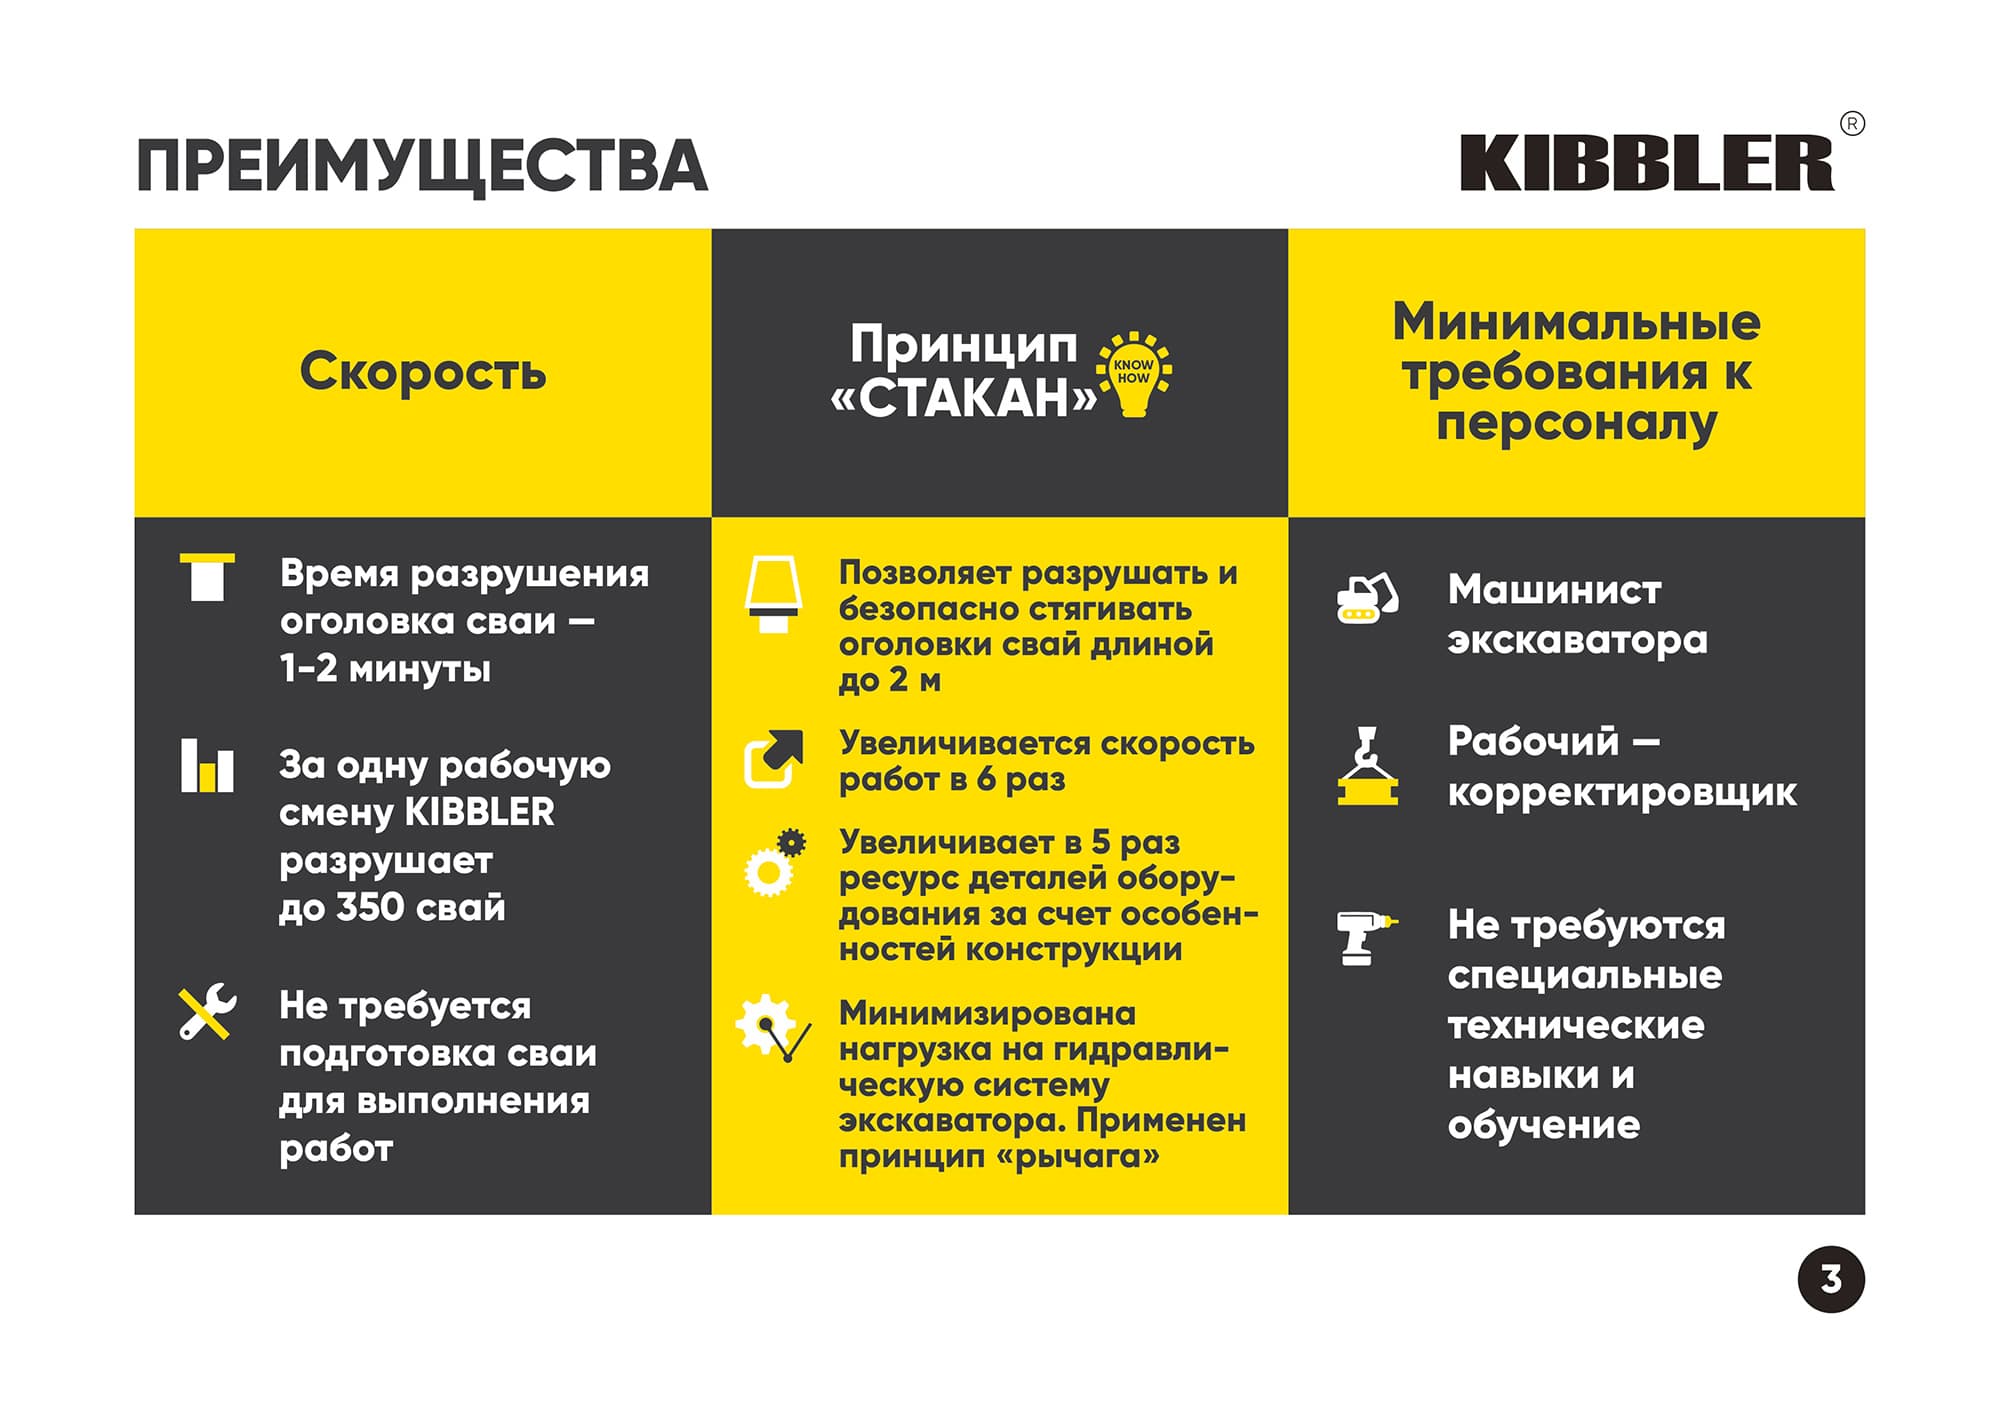 ПРЕИМУЩЕСТВА
KIBBLER ®
Скорость
Время разрушения
оголовка сваи —
1-2 минуты
За одну рабочую
смену KIBBLER
разрушает
до 350 свай
Не требуется
подготовка сваи
для выполнения
работ
Принцип
«СТАКАН»
KNOW
HOW
Позволяет разрушать и
безопасно стягивать
оголовки свай длиной
до 2 м
Увеличивается скорость
работ в 6 раз
Увеличивает в 5 раз
ресурс деталей обору-
дования за счет особен-
ностей конструкции
Минимизирована
нагрузка на гидравли-
ческую систему
экскаватора. Применен
принцип «рычага»
Минимальные
требования к
персоналу
Машинист
экскаватора
Рабочий —
корректировщик
Не требуются
специальные
технические
навыки и
обучение
3